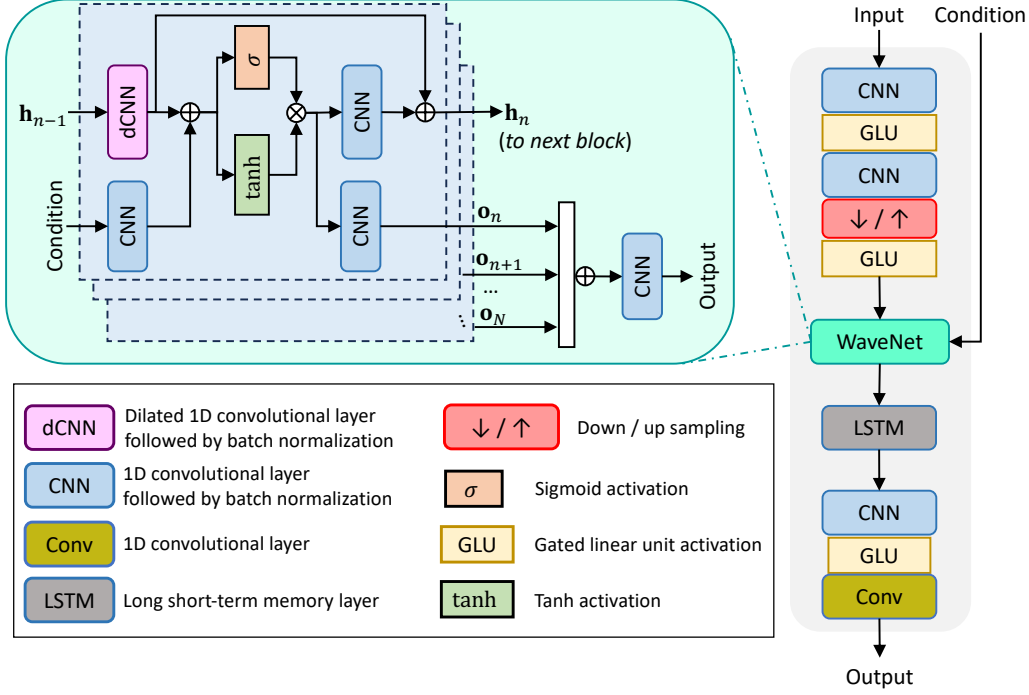 Input
Condition
CNN
GLU
CNN
↓ / ↑
GLU
WaveNet
LSTM
CNN
GLU
Conv
Output
h_{n−1}
dCNN
⊕
σ
tanh
⊗
CNN
⊕
h_n
(to next block)
Condition
CNN
CNN
o_n
o_{n+1}
...
⋱
o_N
⊕
CNN
Output
dCNN
Dilated 1D convolutional layer
followed by batch normalization
CNN
1D convolutional layer
followed by batch normalization
Conv
1D convolutional layer
LSTM
Long short-term memory layer
↓ / ↑
Down / up sampling
σ
Sigmoid activation
GLU
Gated linear unit activation
tanh
Tanh activation